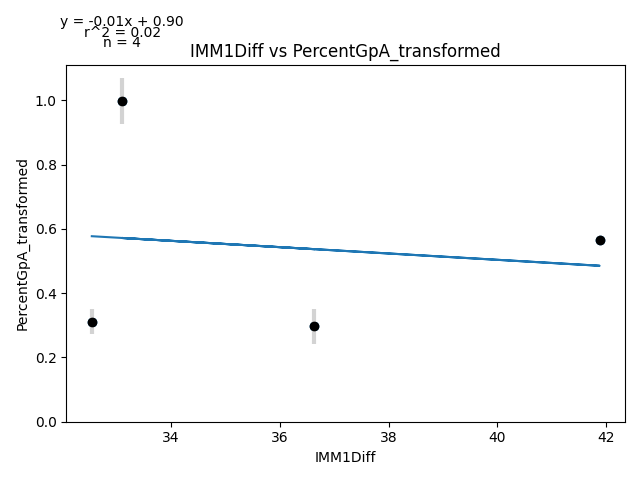 y = -0.01x + 0.90
r^2 = 0.02
n = 4
IMM1Diff vs PercentGpA_transformed
PercentGpA_transformed
1.0
0.8
0.6
0.4
0.2
0.0
34
36
38
40
42
IMM1Diff